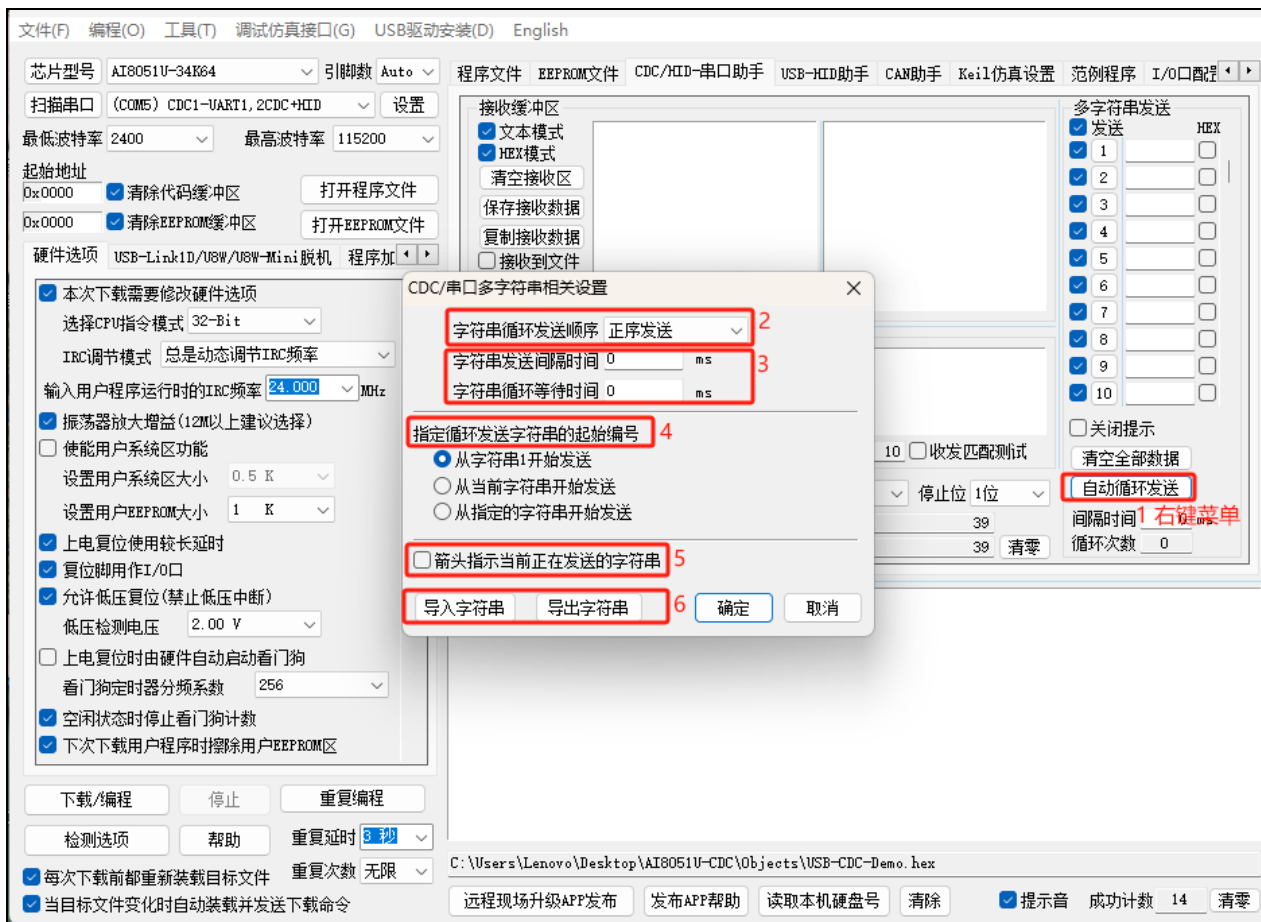 文件(F) 编程(O) 工具(T) 调试仿真接口(G) USB驱动安装(D) English
芯片型号 AI8051U-34K64 引脚数 Auto
扫描串口 (COM5) CDC1-UART1,2CDC+HID 设置
最低波特率 2400 最高波特率 115200
起始地址
0x0000 清除代码缓冲区 打开程序文件
0x0000 清除EEPROM缓冲区 打开EEPROM文件
硬件选项 USB-Link1D/U8W/U8W-Mini脱机 程序加
本次下载需要修改硬件选项
选择CPU指令模式 32-Bit
IRC调节模式 总是动态调节IRC频率
输入用户程序运行时的IRC频率 24.000 MHz
振荡器放大增益(12M以上建议选择)
使能用户系统区功能
设置用户系统区大小 0.5 K
设置用户EEPROM大小 1 K
上电复位使用较长延时
复位脚用作I/O口
允许低压复位(禁止低压中断)
低压检测电压 2.00 V
上电复位时由硬件自动启动看门狗
看门狗定时器分频系数 256
空闲状态时停止看门狗计数
下次下载用户程序时擦除用户EEPROM区
下载/编程 停止 重复编程
检测选项 帮助 重复延时 3 秒
每次下载前都重新装载目标文件 重复次数 无限
当目标文件变化时自动装载并发送下载命令
程序文件 EEPROM文件 CDC/HID-串口助手 USB-HID助手 CAN助手 Keil仿真设置 范例程序 I/O口配置
接收缓冲区
文本模式
HEX模式
清空接收区
保存接收数据
复制接收数据
接收到文件
多字符串发送
发送 HEX
1
2
3
4
5
6
7
8
9
10
关闭提示
清空全部数据
自动循环发送
1 右键菜单
间隔时间 0 ms
循环次数 0
10 收发匹配测试
停止位 1位
39
39 清零
CDC/串口多字符串相关设置
字符串循环发送顺序 正序发送 2
字符串发送间隔时间 0 ms 3
字符串循环等待时间 0 ms
指定循环发送字符串的起始编号 4
从字符串1开始发送
从当前字符串开始发送
从指定的字符串开始发送
箭头指示当前正在发送的字符串 5
导入字符串 导出字符串 6 确定 取消
C:\Users\Lenovo\Desktop\AI8051U-CDC\Objects\USB-CDC-Demo.hex
远程现场升级APP发布 发布APP帮助 读取本机硬盘号 清除 提示音 成功计数 14 清零